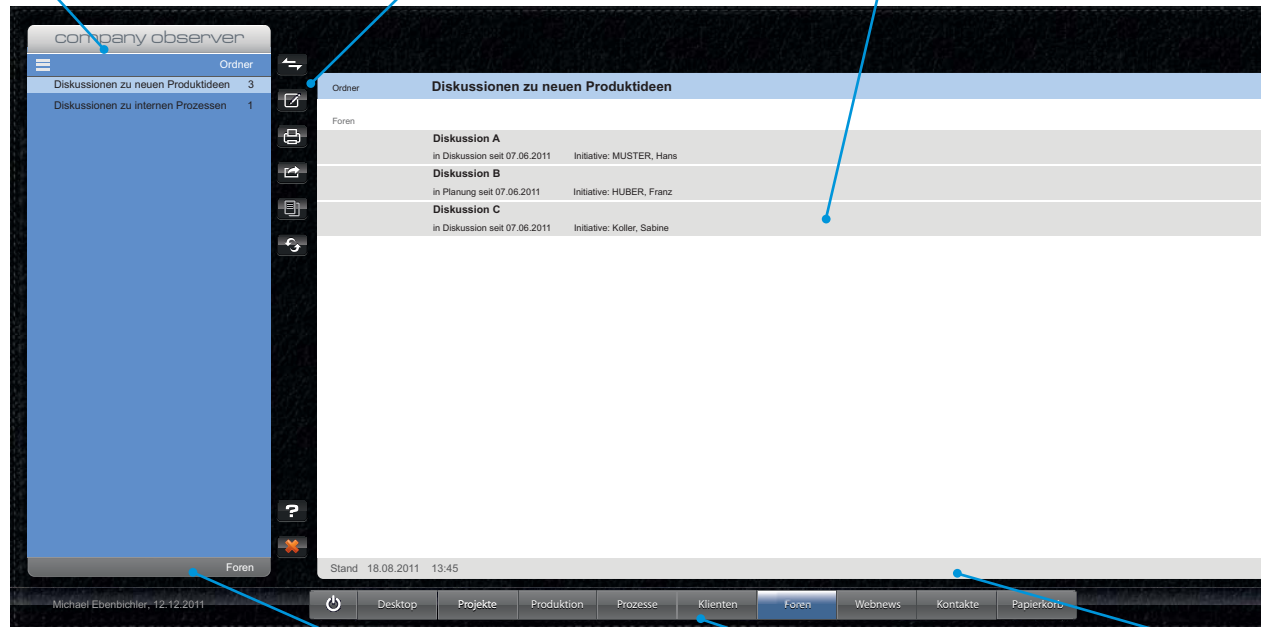 company observer
Ordner
Diskussionen zu neuen Produktideen 3
Diskussionen zu internen Prozessen 1
Ordner Diskussionen zu neuen Produktideen
Foren
Diskussion A
in Diskussion seit 07.06.2011 Initiative: MUSTER, Hans
Diskussion B
in Planung seit 07.06.2011 Initiative: HUBER, Franz
Diskussion C
in Diskussion seit 07.06.2011 Initiative: Koller, Sabine
?
Foren
Stand 18.08.2011 13:45
Michael Ebenbichler, 12.12.2011
Desktop Projekte Produktion Prozesse Klienten Foren Webnews Kontakte Papierkorb